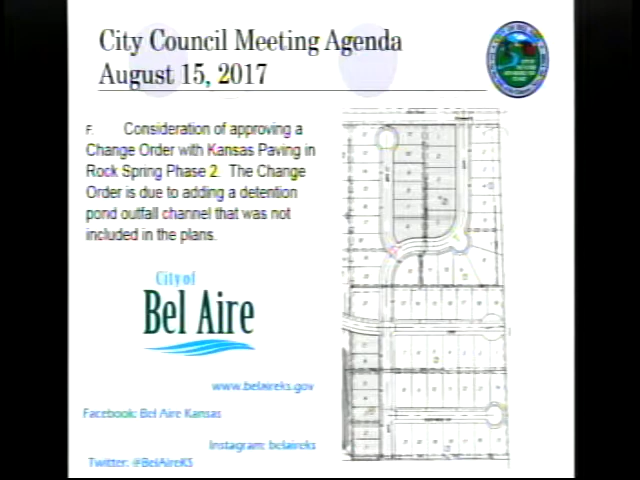 City Council Meeting Agenda
August 15, 2017
F. Consideration of approving a
Change Order with Kansas Paving in
Rock Spring Phase 2. The Change
Order is due to adding a detention
pond outfall channel that was not
included in the plans.
City of
Bel Aire
www.belaireks.gov
Facebook: Bel Aire Kansas
Instagram: belaireks
Twitter: @BelAireKS